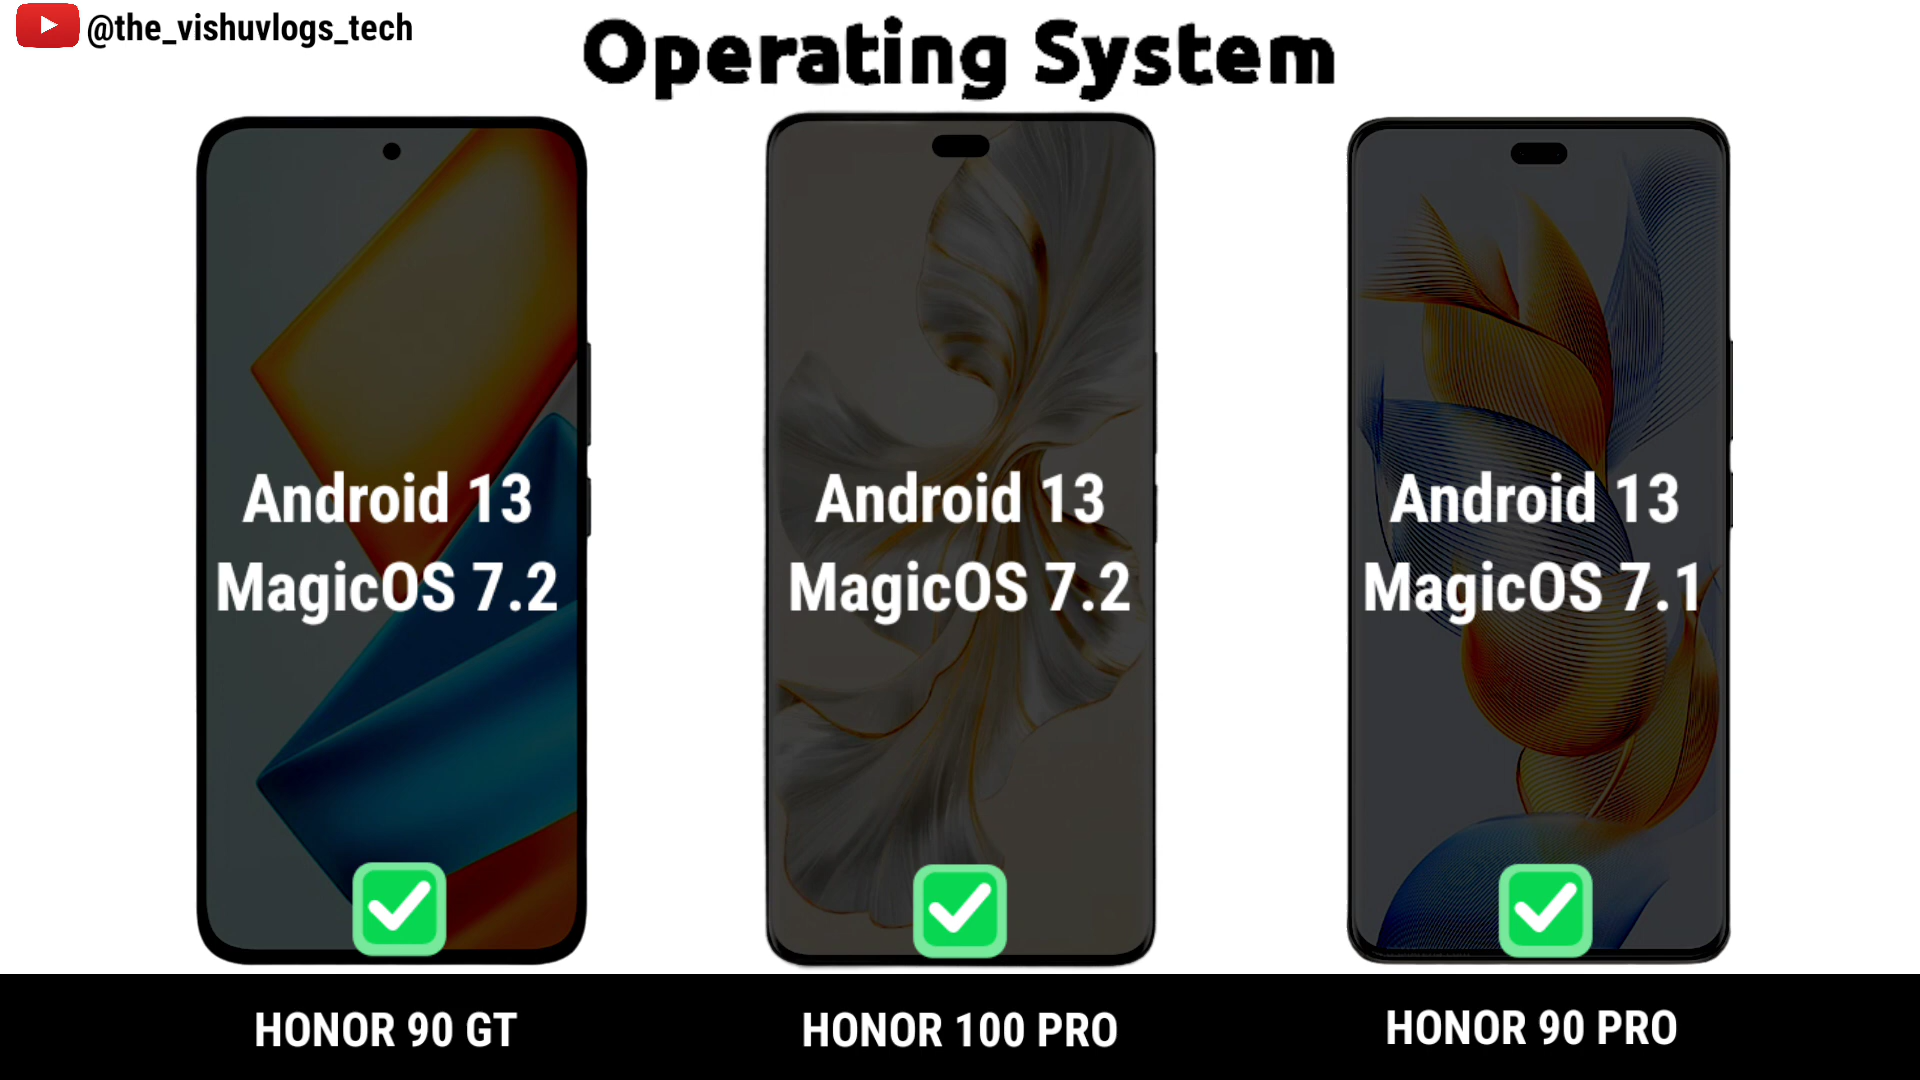 @the_vishuvlogs_tech
Operating System
Android 13
MagicOS 7.2
Android 13
MagicOS 7.2
Android 13
MagicOS 7.1
HONOR 90 GT
HONOR 100 PRO
HONOR 90 PRO